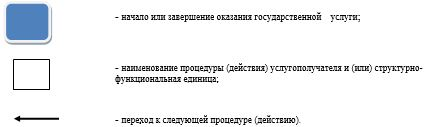 - начало или завершение оказания государственной услуги;
- наименование процедуры (действия) услугополучателя и (или) структурно-
функциональная единица;
- переход к следующей процедуре (действию).